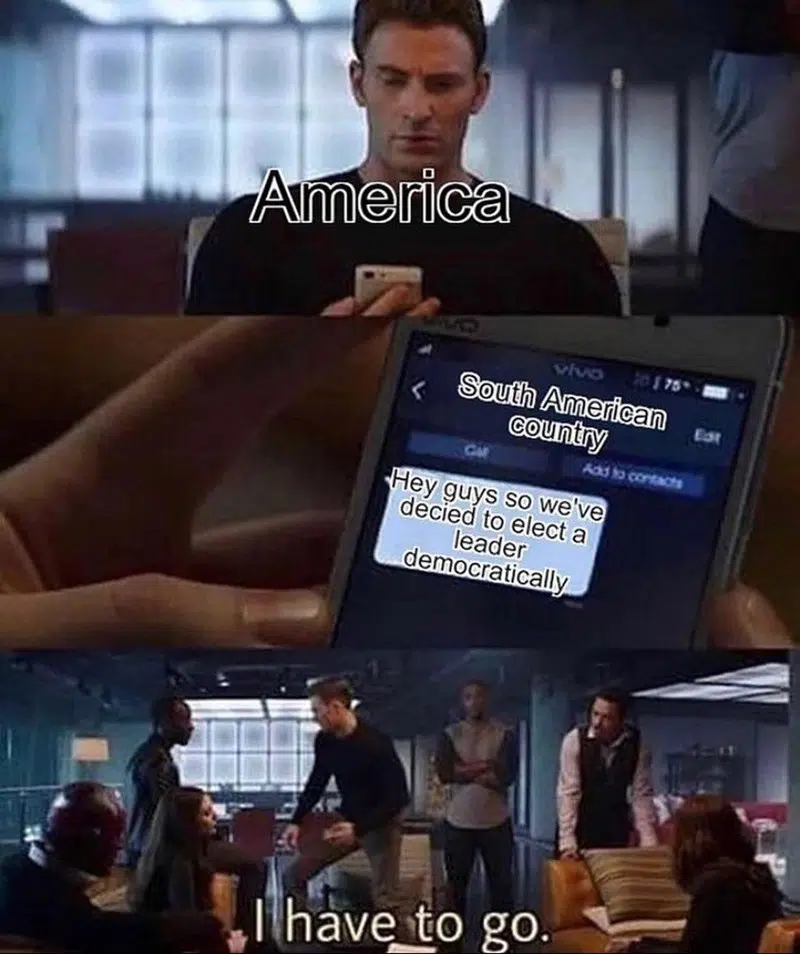 America
vivo
75%
South American
country
Edit
Call
Add to contacts
Hey guys so we've
decied to elect a
leader
democratically
I have to go.